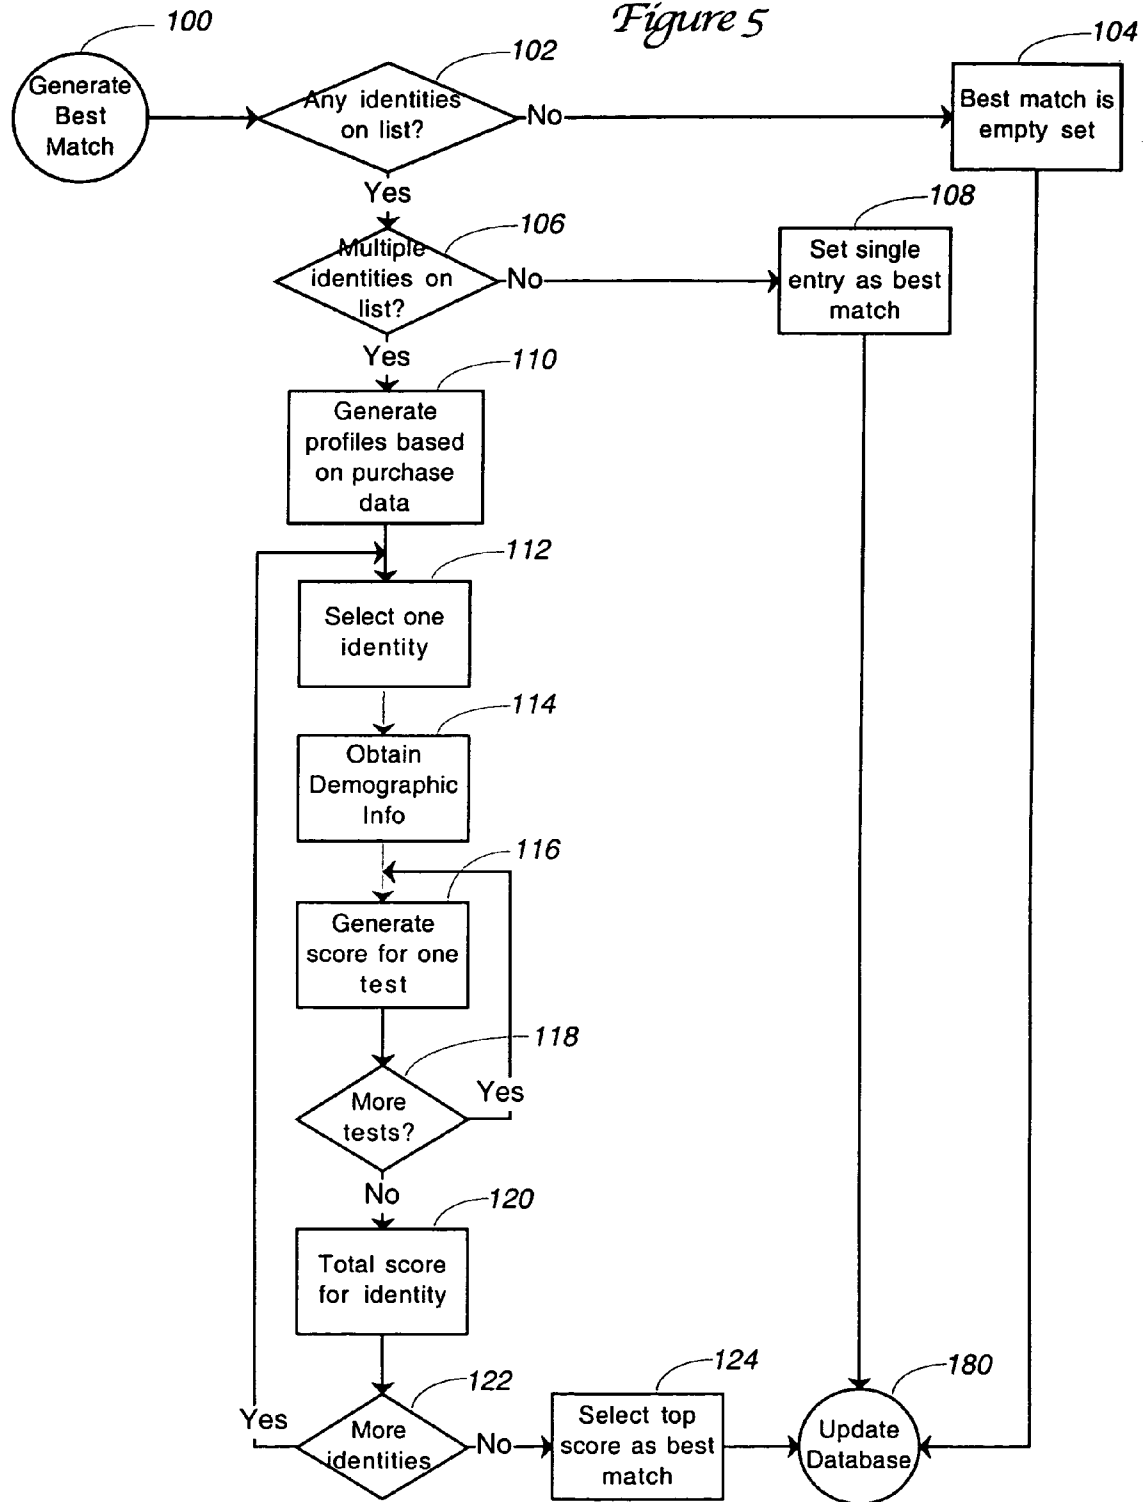 Figure 5
100
102
104
Generate
Best
Match
Any identities
on list?
No
Best match is
empty set
Yes
106
108
Multiple
identities on
list?
No
Set single
entry as best
match
Yes
110
Generate
profiles based
on purchase
data
112
Select one
identity
114
Obtain
Demographic
Info
116
Generate
score for one
test
118
Yes
More
tests?
No
120
Total score
for identity
122
124
180
Yes
More
identities
No
Select top
score as best
match
Update
Database